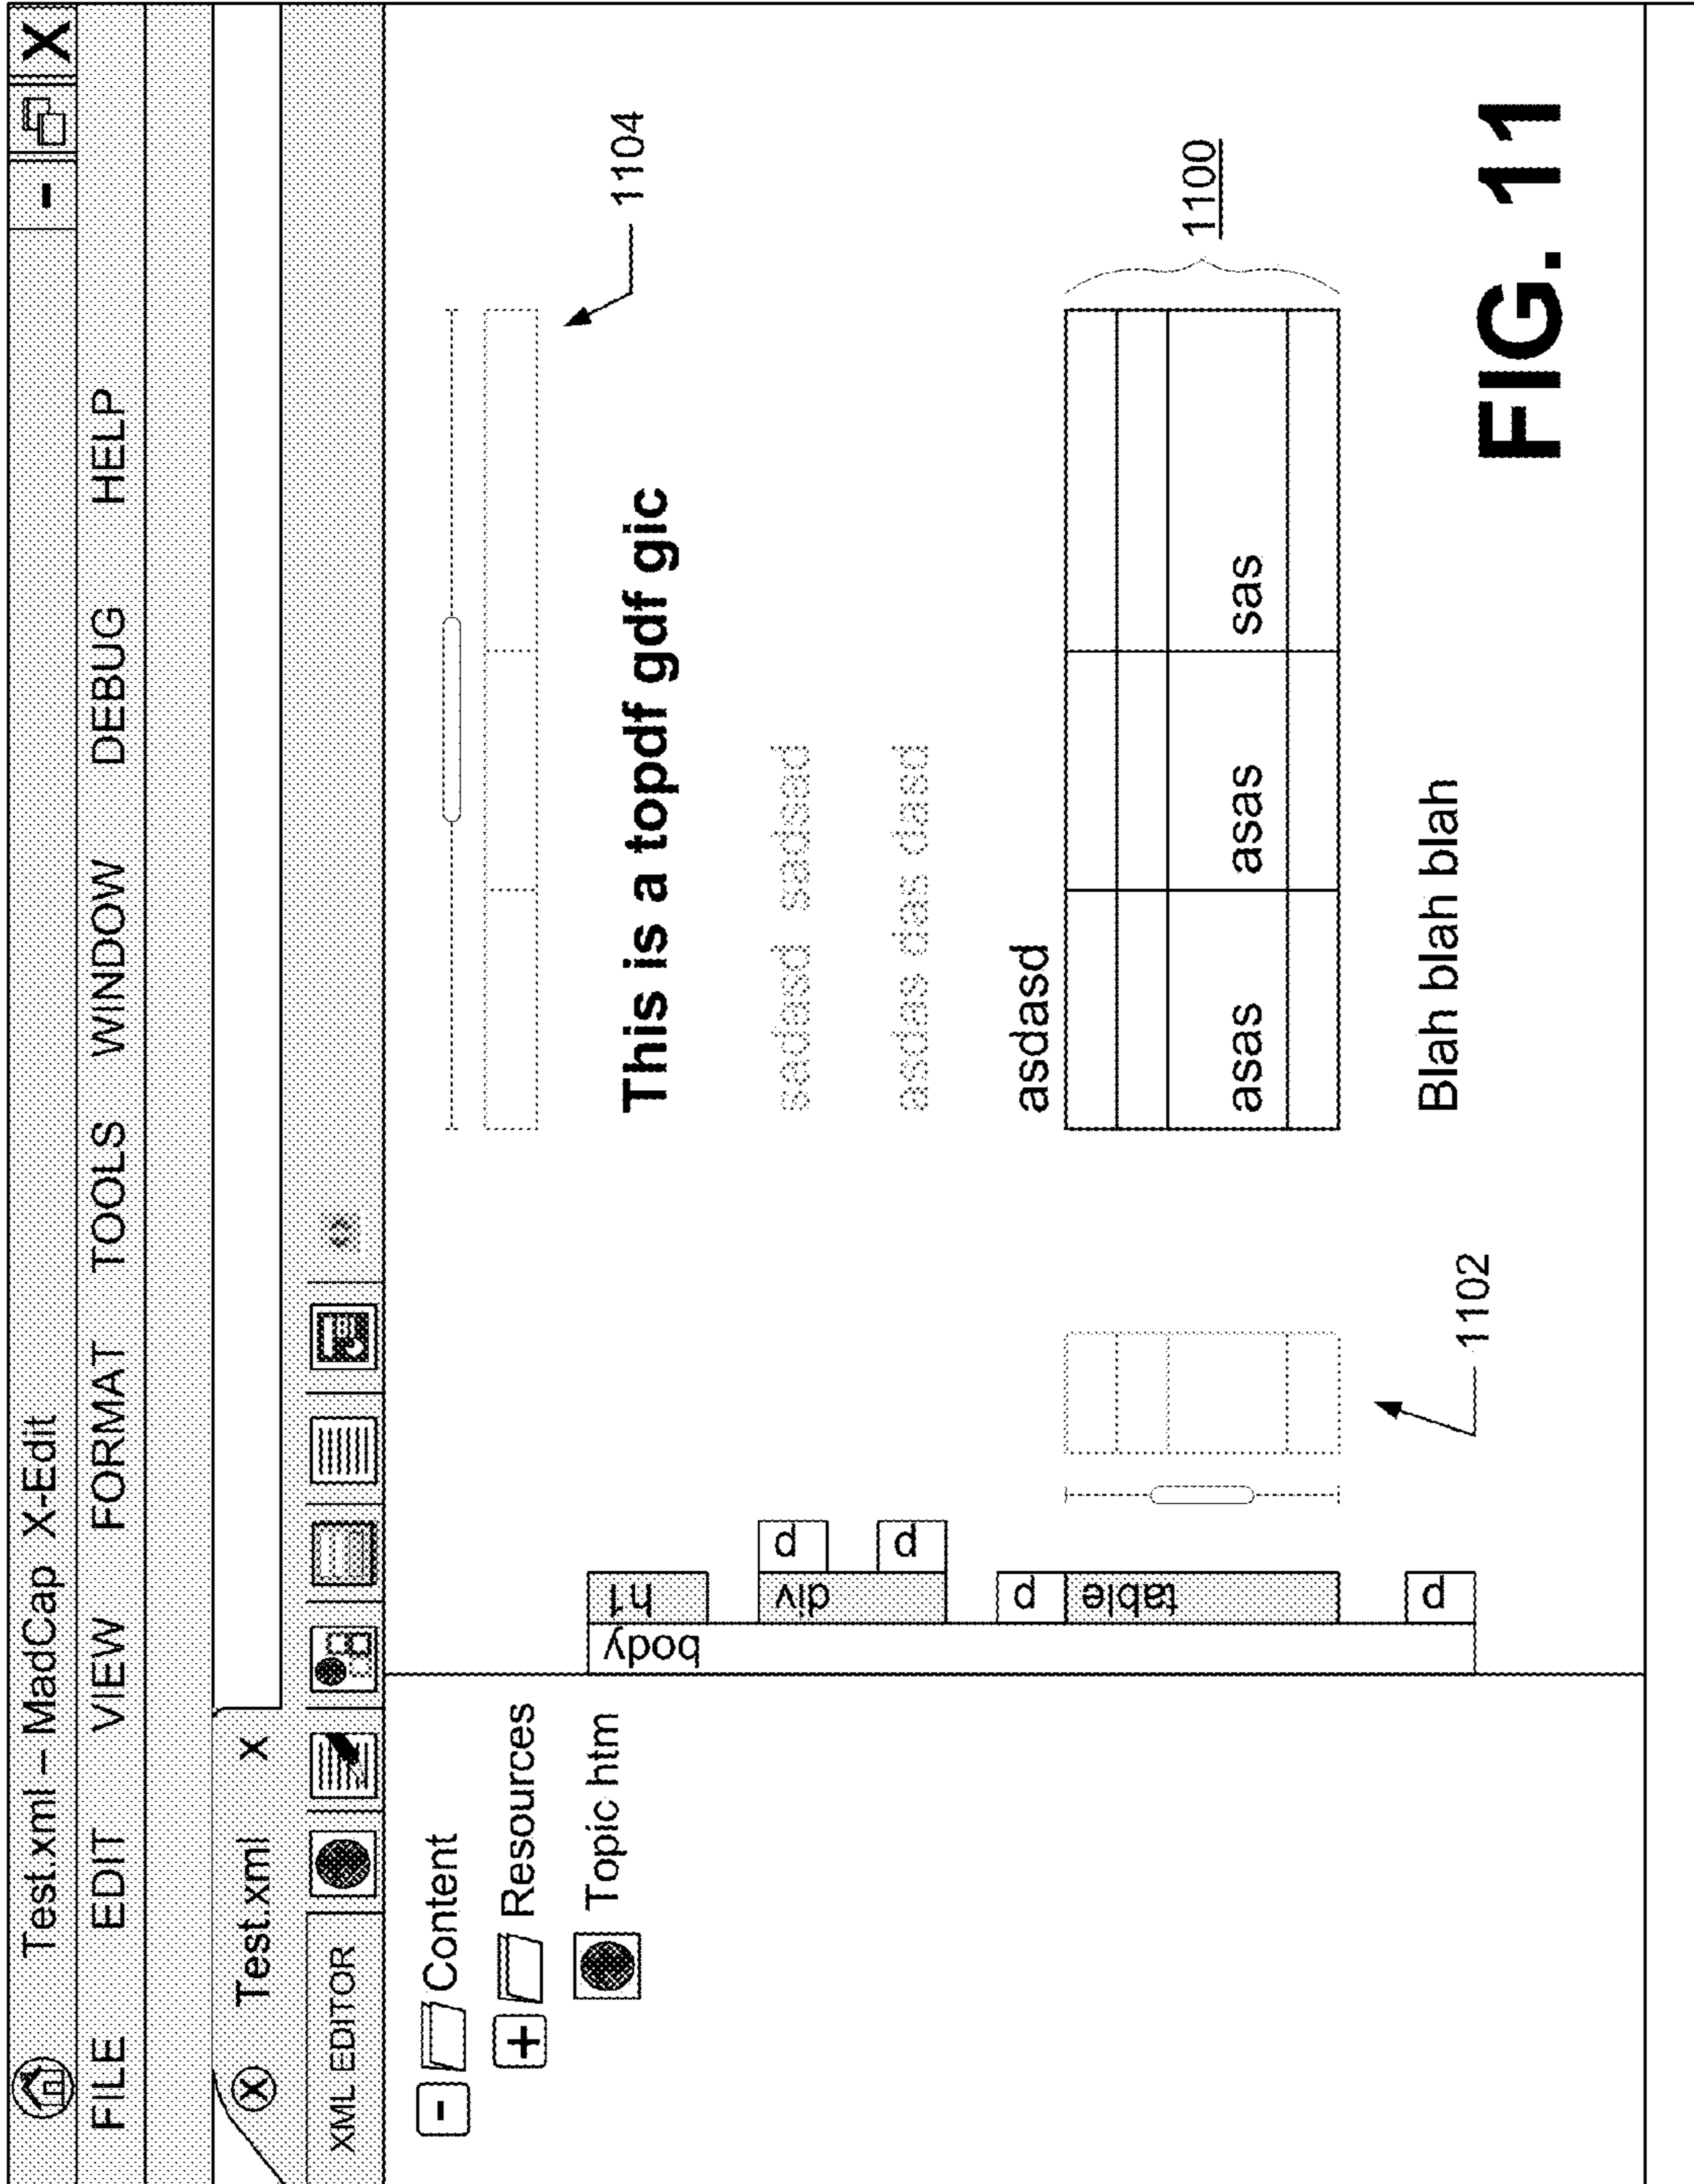 Test.xml – MadCap X-Edit - X
FILE EDIT VIEW FORMAT TOOLS WINDOW DEBUG HELP
X Test.xml X
XML EDITOR
- Content
+ Resources
Topic htm
1104
body
h1
This is a topdf gdf gic
div
p
sadasd sadsad
p
asdas das dasd
p
asdasd
table
1100
asas asas sas
p
Blah blah blah
1102
FIG. 11